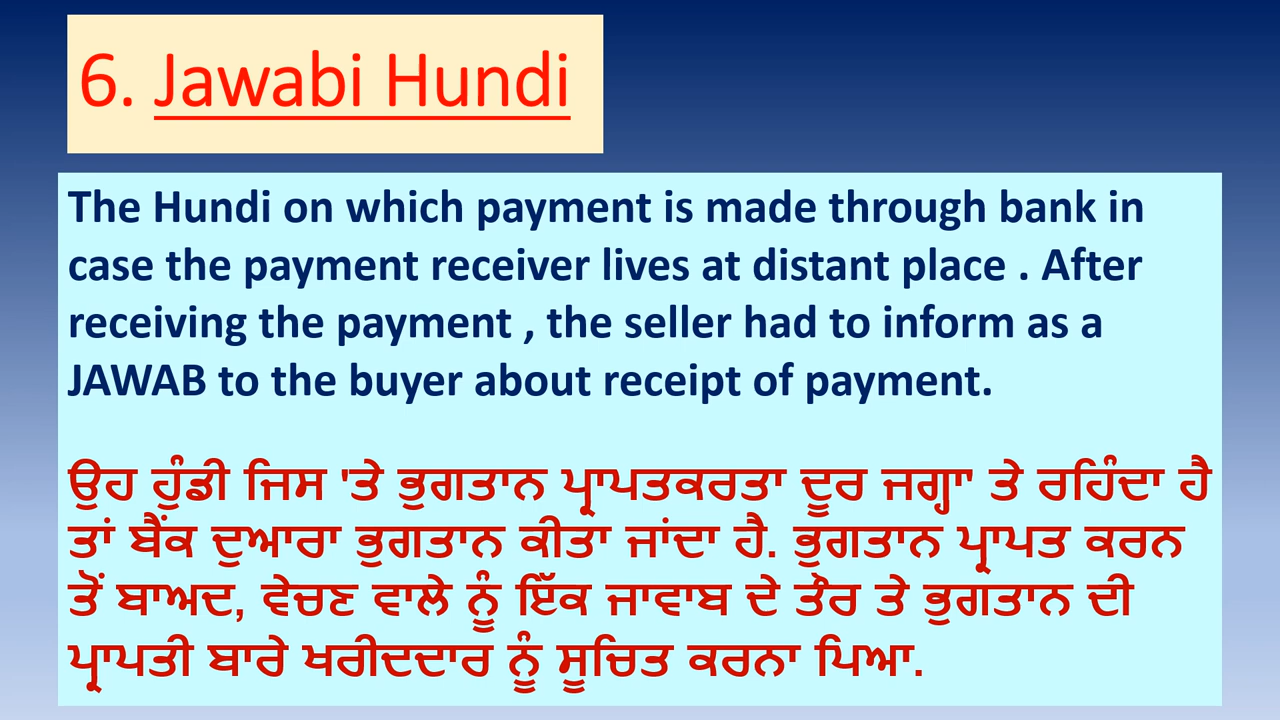 6. Jawabi Hundi
The Hundi on which payment is made through bank in
case the payment receiver lives at distant place . After
receiving the payment , the seller had to inform as a
JAWAB to the buyer about receipt of payment.
ਉਹ ਹੁੰਡੀ ਜਿਸ 'ਤੇ ਭੁਗਤਾਨ ਪ੍ਰਾਪਤਕਰਤਾ ਦੂਰ ਜਗ੍ਹਾ' ਤੇ ਰਹਿੰਦਾ ਹੈ
ਤਾਂ ਬੈਂਕ ਦੁਆਰਾ ਭੁਗਤਾਨ ਕੀਤਾ ਜਾਂਦਾ ਹੈ. ਭੁਗਤਾਨ ਪ੍ਰਾਪਤ ਕਰਨ
ਤੋਂ ਬਾਅਦ, ਵੇਚਣ ਵਾਲੇ ਨੂੰ ਇੱਕ ਜਾਵਾਬ ਦੇ ਤੌਰ ਤੇ ਭੁਗਤਾਨ ਦੀ
ਪ੍ਰਾਪਤੀ ਬਾਰੇ ਖਰੀਦਦਾਰ ਨੂੰ ਸੂਚਿਤ ਕਰਨਾ ਪਿਆ.